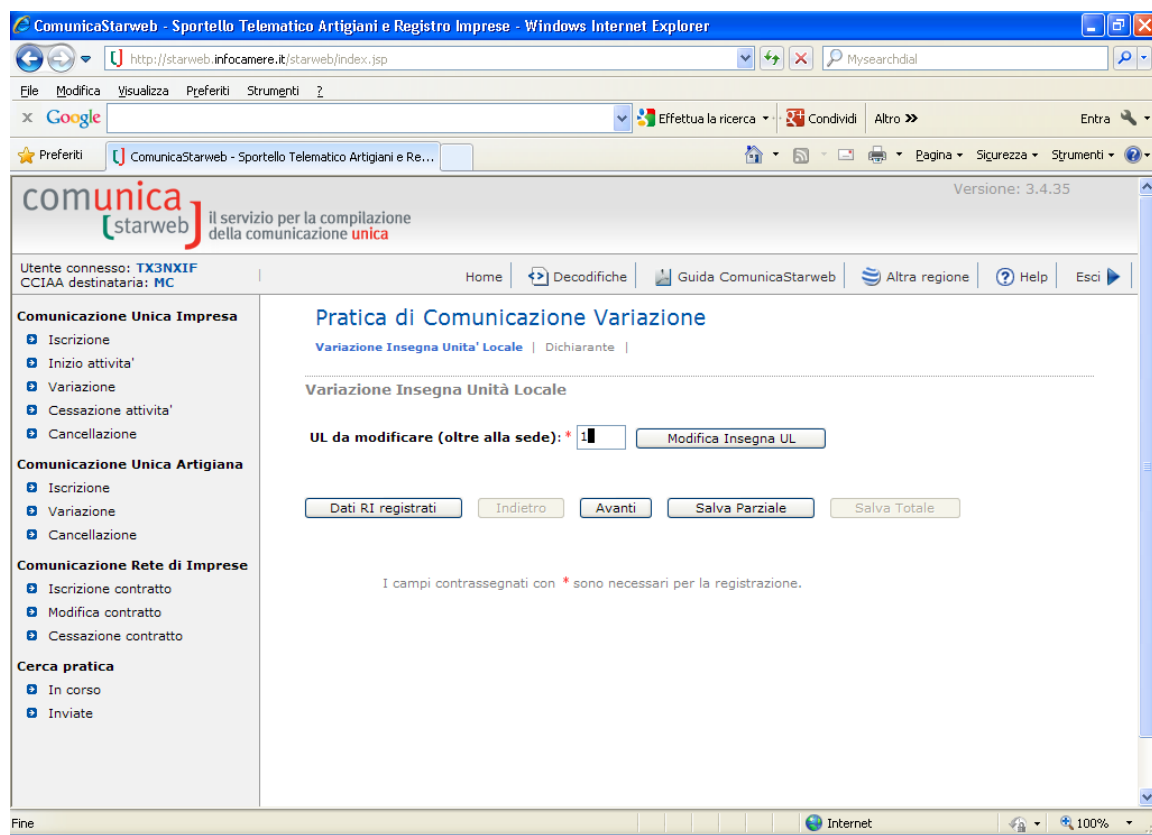 ComunicaStarweb - Sportello Telematico Artigiani e Registro Imprese - Windows Internet Explorer
http://starweb.infocamere.it/starweb/index.jsp
Mysearchdial
File Modifica Visualizza Preferiti Strumenti ?
x Google Effettua la ricerca Condividi Altro Entra
Preferiti ComunicaStarweb - Sportello Telematico Artigiani e Re... Pagina Sicurezza Strumenti
comunica
[starweb]
il servizio per la compilazione
della comunicazione unica
Versione: 3.4.35
Utente connesso: TX3NXIF
CCIAA destinataria: MC
Home Decodifiche Guida ComunicaStarweb Altra regione Help Esci
Comunicazione Unica Impresa
Iscrizione
Inizio attivita'
Variazione
Cessazione attivita'
Cancellazione
Comunicazione Unica Artigiana
Iscrizione
Variazione
Cancellazione
Comunicazione Rete di Imprese
Iscrizione contratto
Modifica contratto
Cessazione contratto
Cerca pratica
In corso
Inviate
Pratica di Comunicazione Variazione
Variazione Insegna Unita' Locale | Dichiarante |
Variazione Insegna Unità Locale
UL da modificare (oltre alla sede): * 1 Modifica Insegna UL
Dati RI registrati Indietro Avanti Salva Parziale Salva Totale
I campi contrassegnati con * sono necessari per la registrazione.
Fine Internet 100%